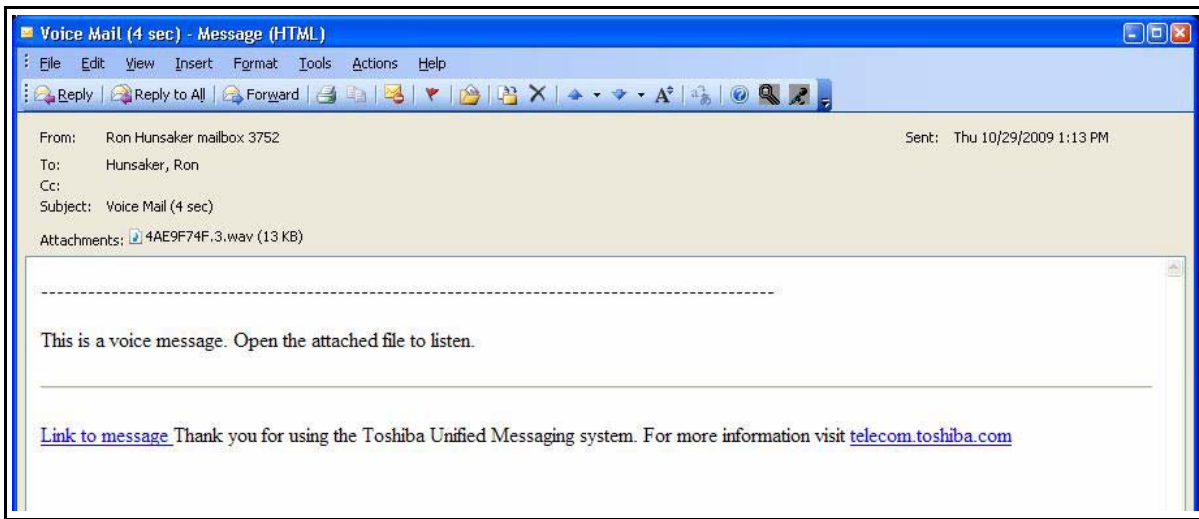 Voice Mail (4 sec) - Message (HTML)
File Edit View Insert Format Tools Actions Help
Reply Reply to All Forward
From: Ron Hunsaker mailbox 3752 Sent: Thu 10/29/2009 1:13 PM
To: Hunsaker, Ron
Cc:
Subject: Voice Mail (4 sec)
Attachments: 4AE9F74F.3.wav (13 KB)
--------------------------------------------------------------------------------------------
This is a voice message. Open the attached file to listen.
Link to message Thank you for using the Toshiba Unified Messaging system. For more information visit telecom.toshiba.com